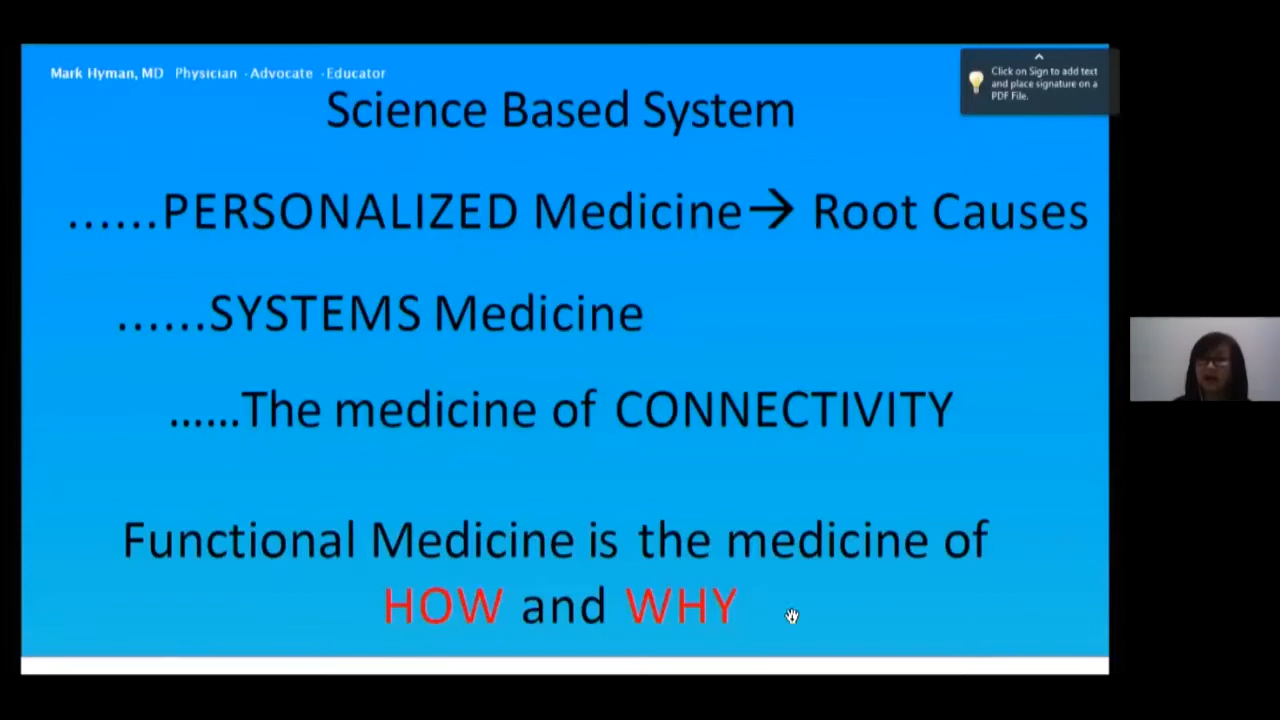 Mark Hyman, MD Physician · Advocate · Educator
Click on Sign to add text
and place signature on a
PDF File.
Science Based System
......PERSONALIZED Medicine→ Root Causes
......SYSTEMS Medicine
......The medicine of CONNECTIVITY
Functional Medicine is the medicine of
HOW and WHY